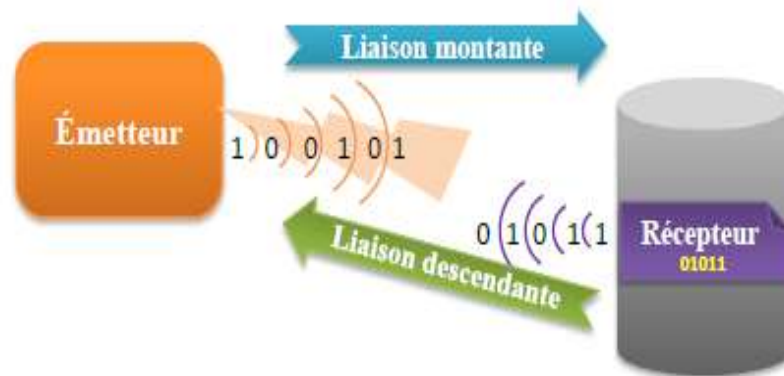 Liaison montante
Émetteur
1 0 0 1 0 1
0 1 0 1 1
Récepteur
01011
Liaison descendante